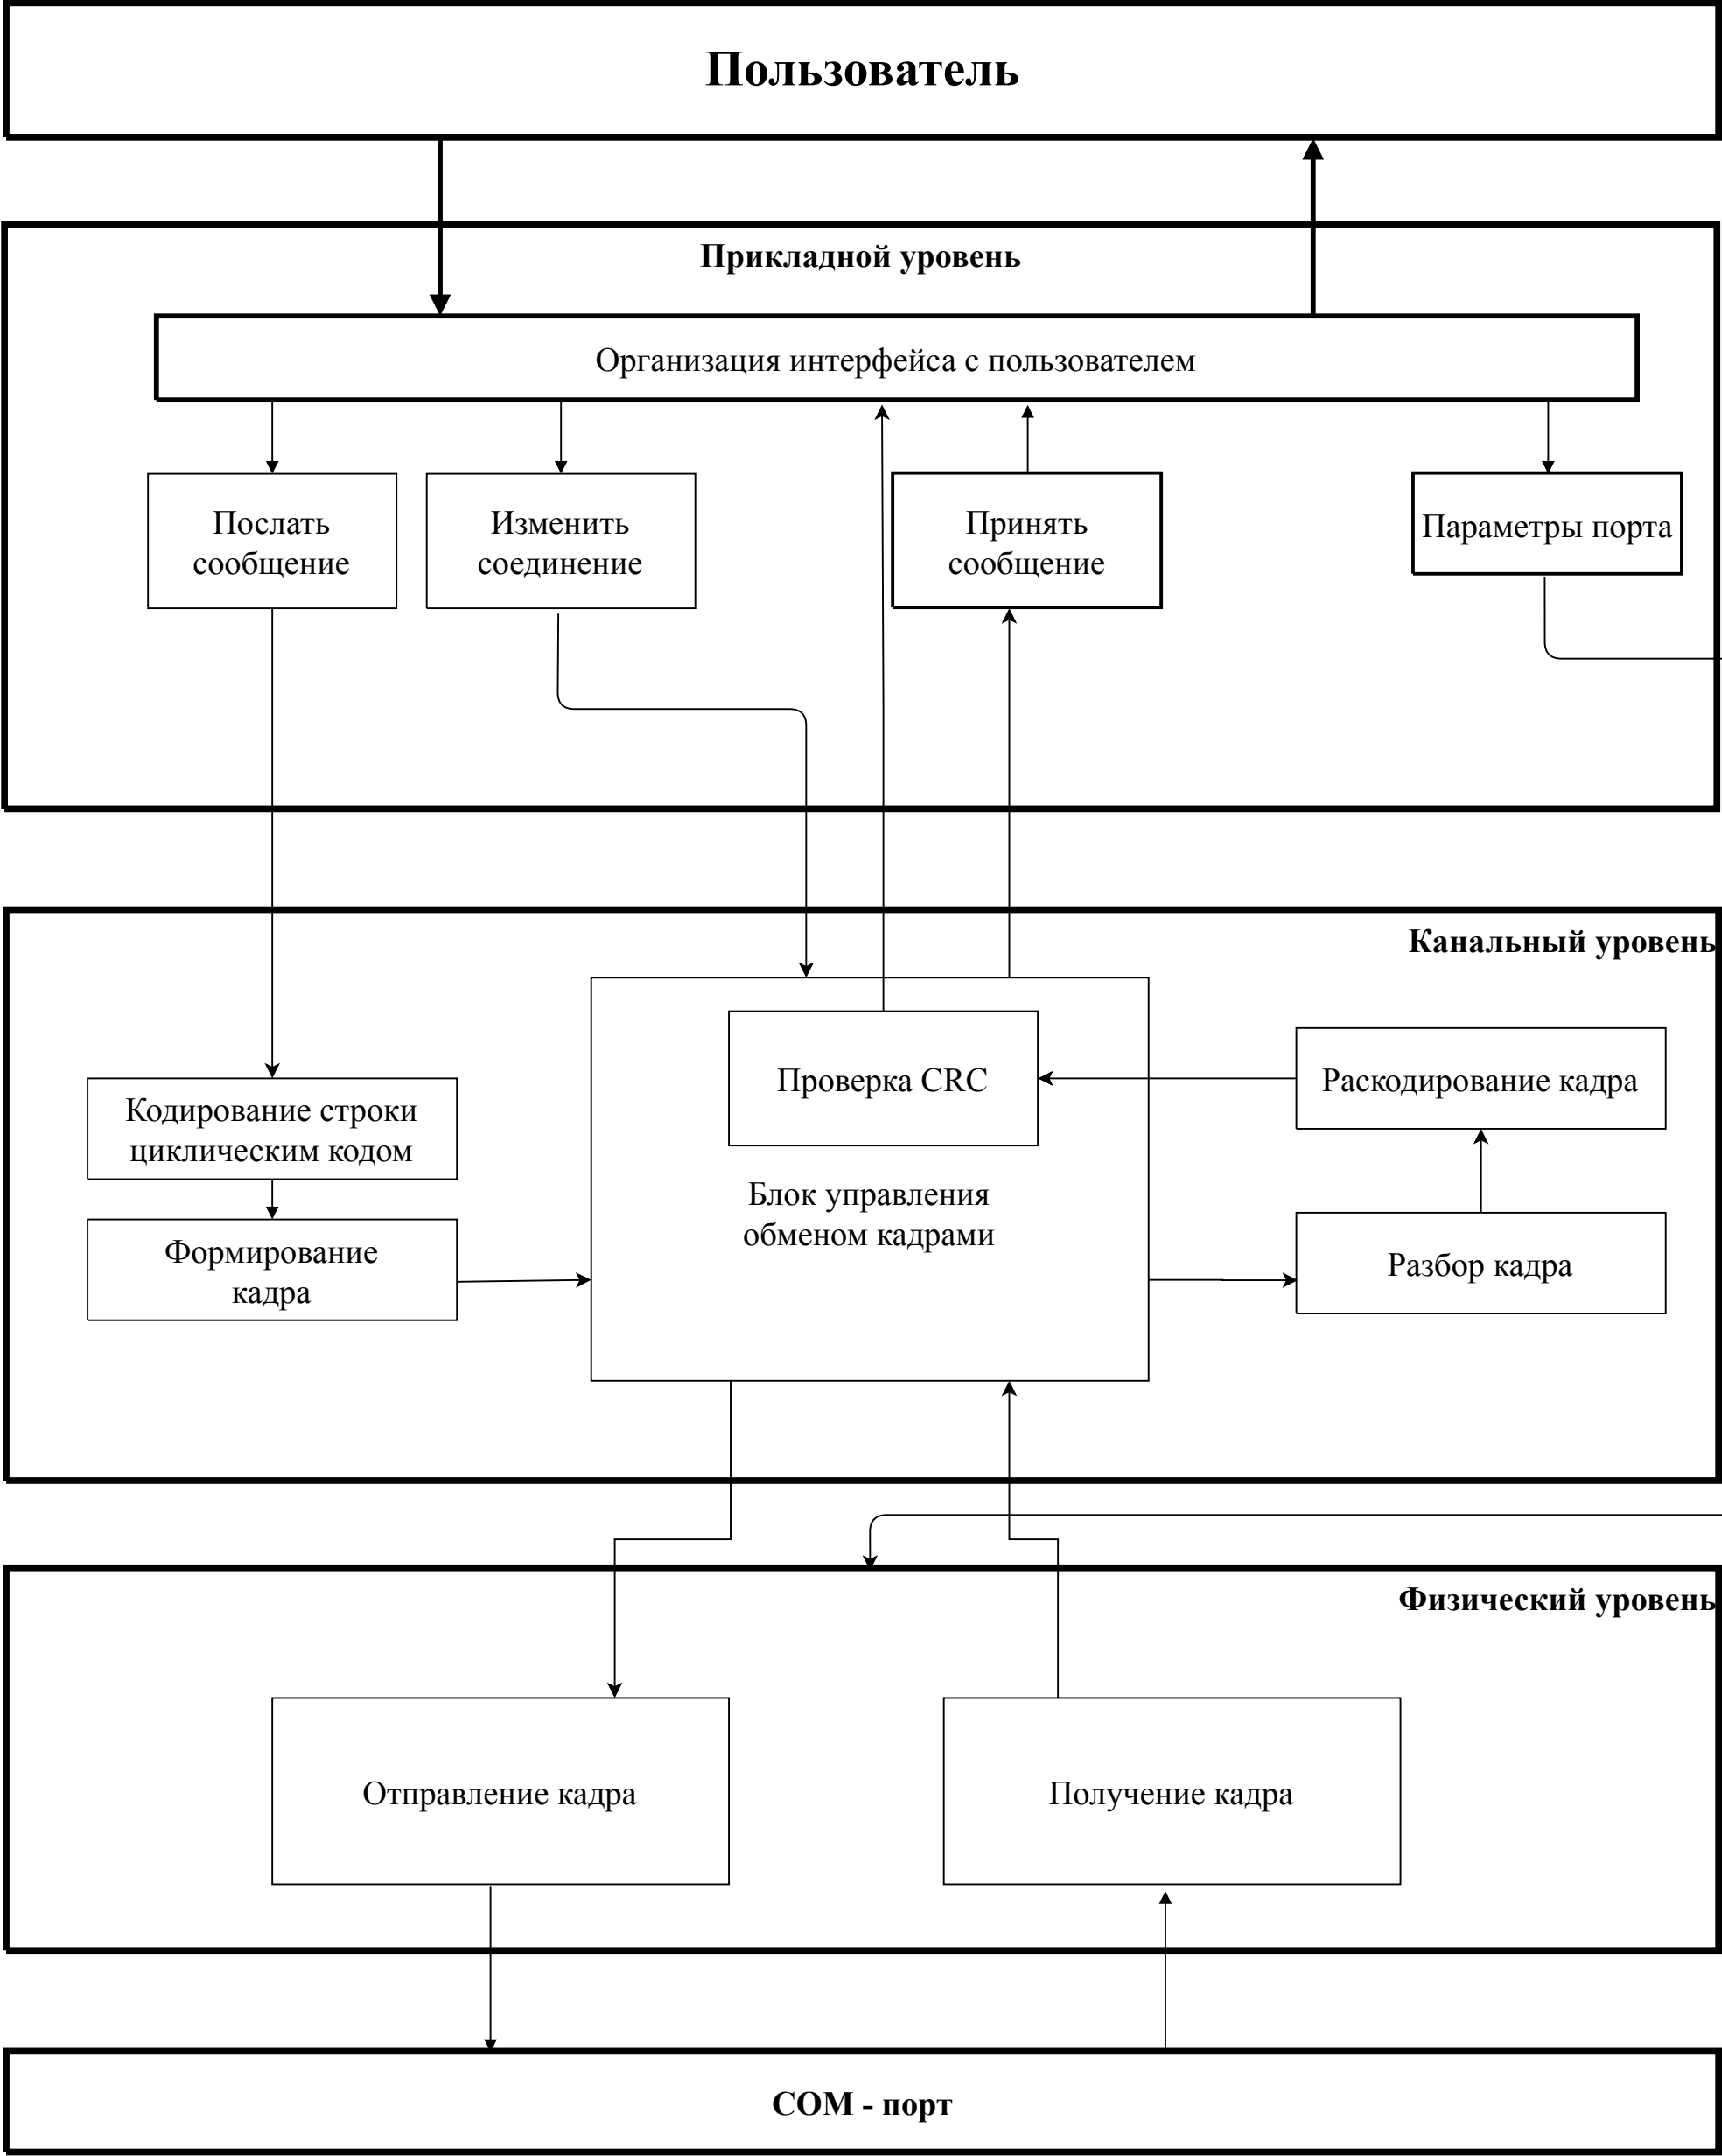 Пользователь
Прикладной уровень
Организация интерфейса с пользователем
Послать
сообщение
Изменить
соединение
Принять
сообщение
Параметры порта
Канальный уровень
Проверка CRC
Раскодирование кадра
Кодирование строки
циклическим кодом
Блок управления
обменом кадрами
Формирование
кадра
Разбор кадра
Физический уровень
Отправление кадра
Получение кадра
COM - порт